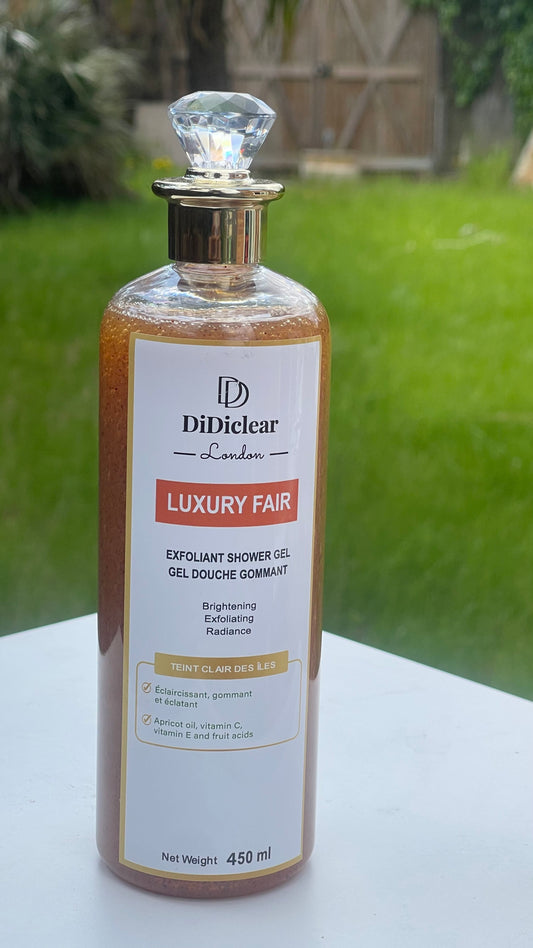 DD
DiDiclear
London
LUXURY FAIR
EXFOLIANT SHOWER GEL
GEL DOUCHE GOMMANT
Brightening
Exfoliating
Radiance
TEINT CLAIR DES ÎLES
Éclaircissant, gommant
et éclatant
Apricot oil, vitamin C,
vitamin E and fruit acids
Net Weight 450 ml